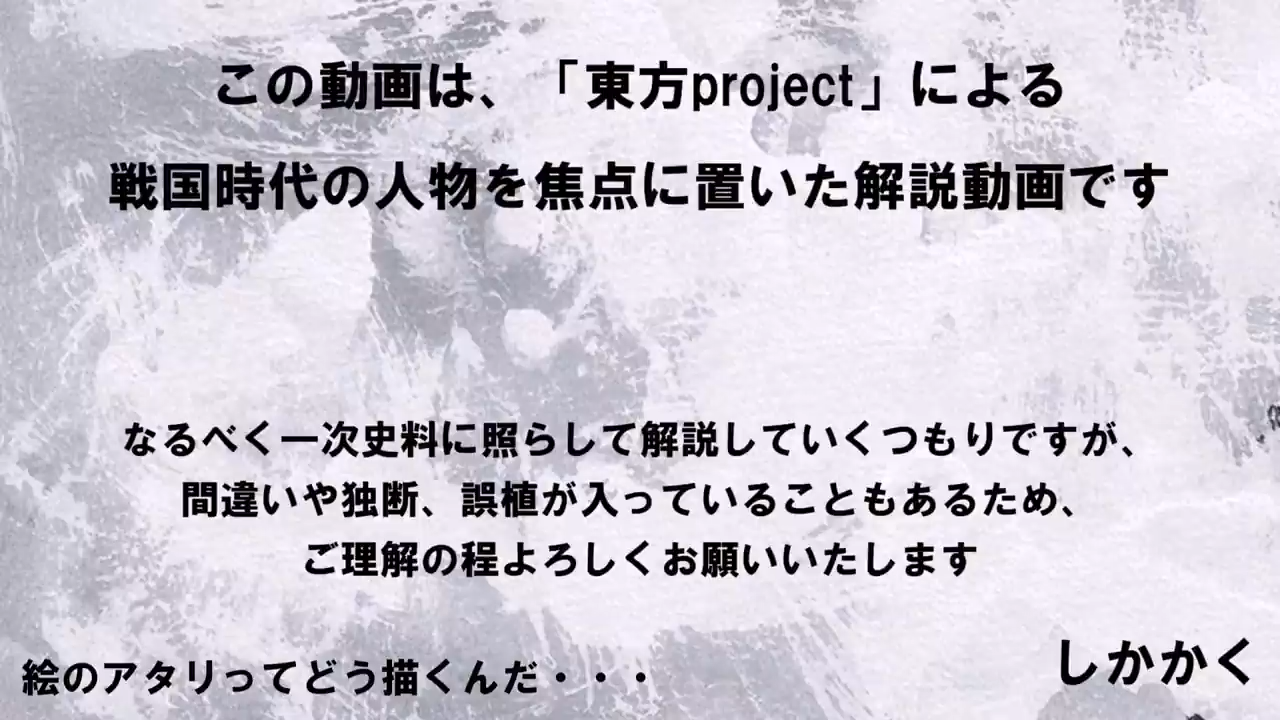 この動画は、「東方project」による
戦国時代の人物を焦点に置いた解説動画です
なるべく一次史料に照らして解説していくつもりですが、
間違いや独断、誤植が入っていることもあるため、
ご理解の程よろしくお願いいたします
絵のアタリってどう描くんだ・・・
しかかく